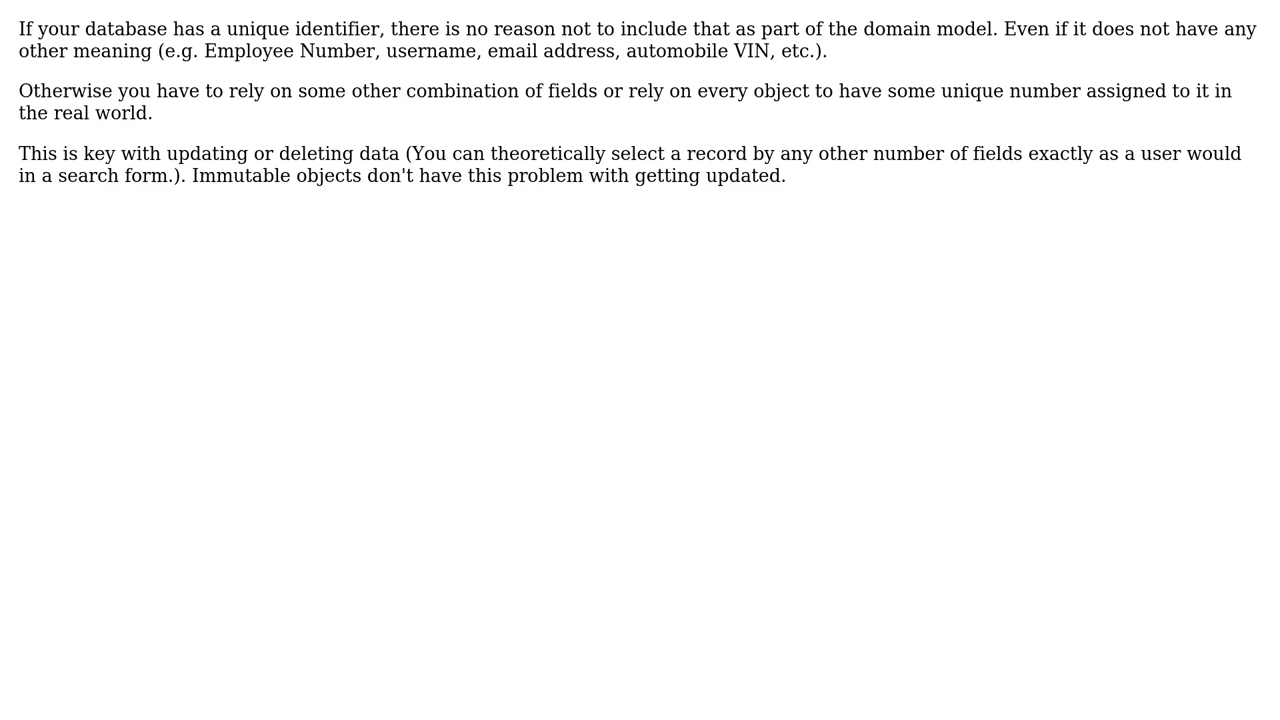 If your database has a unique identifier, there is no reason not to include that as part of the domain model. Even if it does not have any
other meaning (e.g. Employee Number, username, email address, automobile VIN, etc.).
Otherwise you have to rely on some other combination of fields or rely on every object to have some unique number assigned to it in
the real world.
This is key with updating or deleting data (You can theoretically select a record by any other number of fields exactly as a user would
in a search form.). Immutable objects don't have this problem with getting updated.